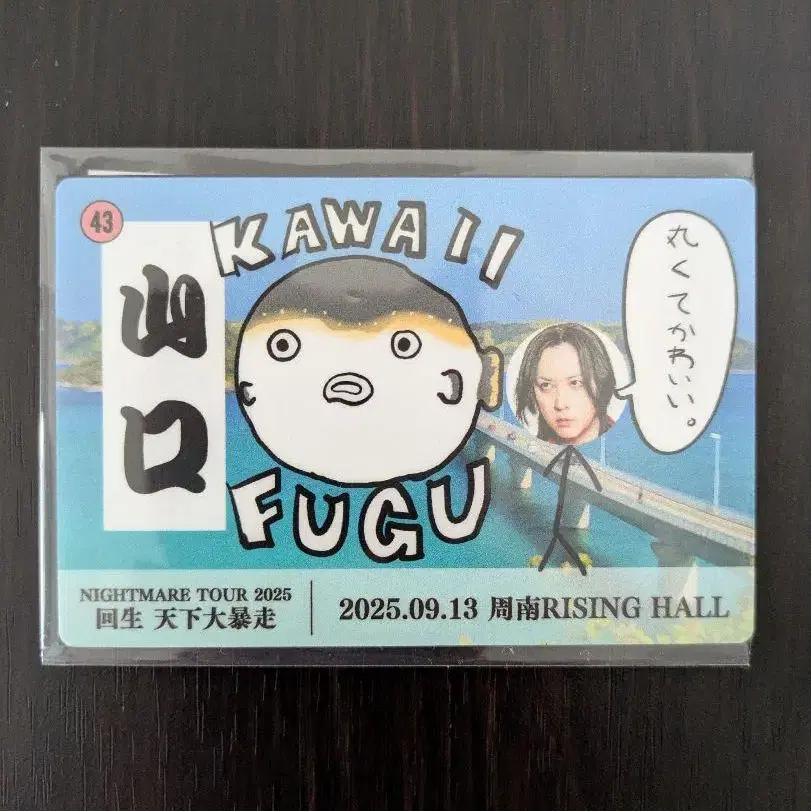 43
山口
KAWAII
FUGU
丸くてかわいい。
NIGHTMARE TOUR 2025
回生 天下大暴走
2025.09.13 周南RISING HALL